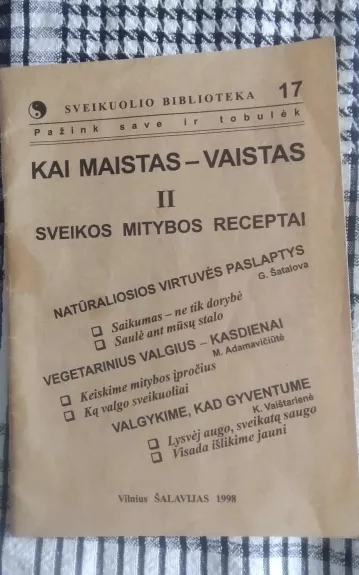 SVEIKUOLIO BIBLIOTEKA 17
Pažink save ir tobulėk
KAI MAISTAS – VAISTAS
II
SVEIKOS MITYBOS RECEPTAI
NATŪRALIOSIOS VIRTUVĖS PASLAPTYS
G. Šatalova
Saikumas – ne tik dorybė
Saulė ant mūsų stalo
VEGETARINIUS VALGIUS – KASDIENAI
M. Adamavičiūtė
Keiskime mitybos įpročius
Ką valgo sveikuoliai
VALGYKIME, KAD GYVENTUME
K. Vaištarienė
Lysvėj augo, sveikatą saugo
Visada išlikime jauni
Vilnius ŠALAVIJAS 1998